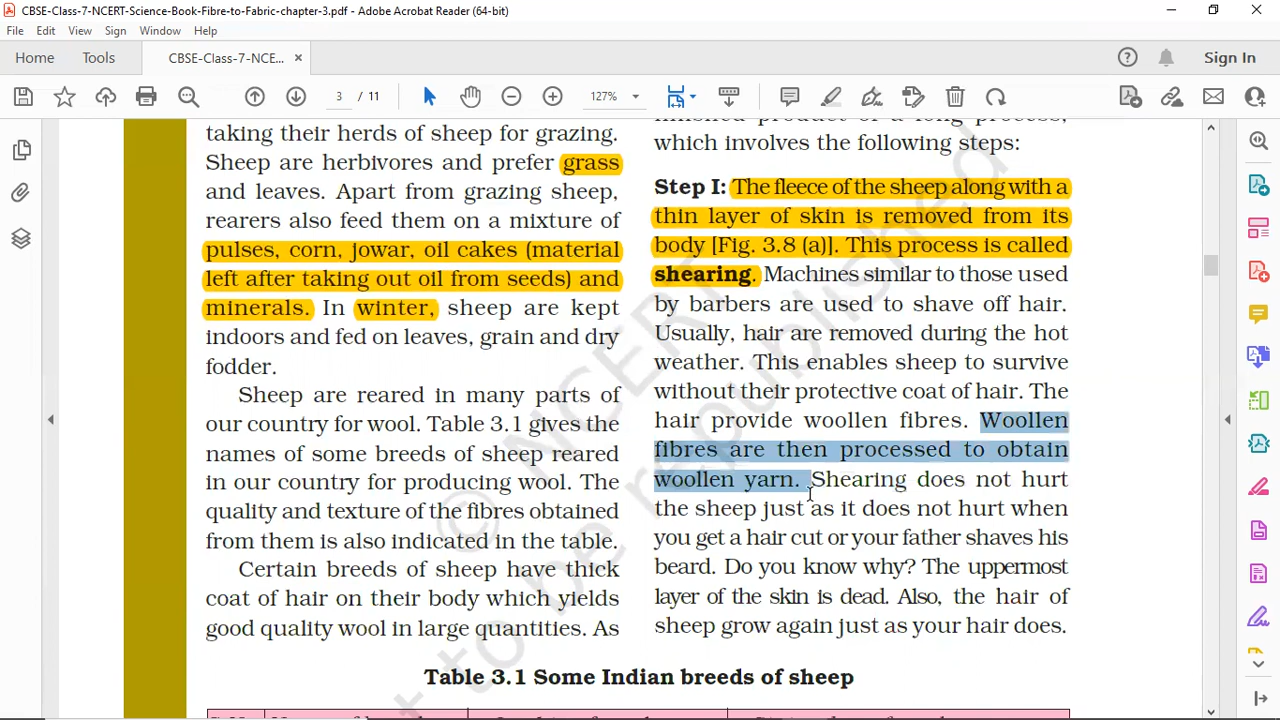 CBSE-Class-7-NCERT-Science-Book-Fibre-to-Fabric-chapter-3.pdf - Adobe Acrobat Reader (64-bit)
File Edit View Sign Window Help
Home Tools CBSE-Class-7-NCE... × Sign In
3 / 11 127%
taking their herds of sheep for grazing.
Sheep are herbivores and prefer grass
and leaves. Apart from grazing sheep,
rearers also feed them on a mixture of
pulses, corn, jowar, oil cakes (material
left after taking out oil from seeds) and
minerals. In winter, sheep are kept
indoors and fed on leaves, grain and dry
fodder.
Sheep are reared in many parts of
our country for wool. Table 3.1 gives the
names of some breeds of sheep reared
in our country for producing wool. The
quality and texture of the fibres obtained
from them is also indicated in the table.
Certain breeds of sheep have thick
coat of hair on their body which yields
good quality wool in large quantities. As
finished product of a long process,
which involves the following steps:
Step I: The fleece of the sheep along with a
thin layer of skin is removed from its
body [Fig. 3.8 (a)]. This process is called
shearing. Machines similar to those used
by barbers are used to shave off hair.
Usually, hair are removed during the hot
weather. This enables sheep to survive
without their protective coat of hair. The
hair provide woollen fibres. Woollen
fibres are then processed to obtain
woollen yarn. Shearing does not hurt
the sheep just as it does not hurt when
you get a hair cut or your father shaves his
beard. Do you know why? The uppermost
layer of the skin is dead. Also, the hair of
sheep grow again just as your hair does.
Table 3.1 Some Indian breeds of sheep
© NCERT
to be republished